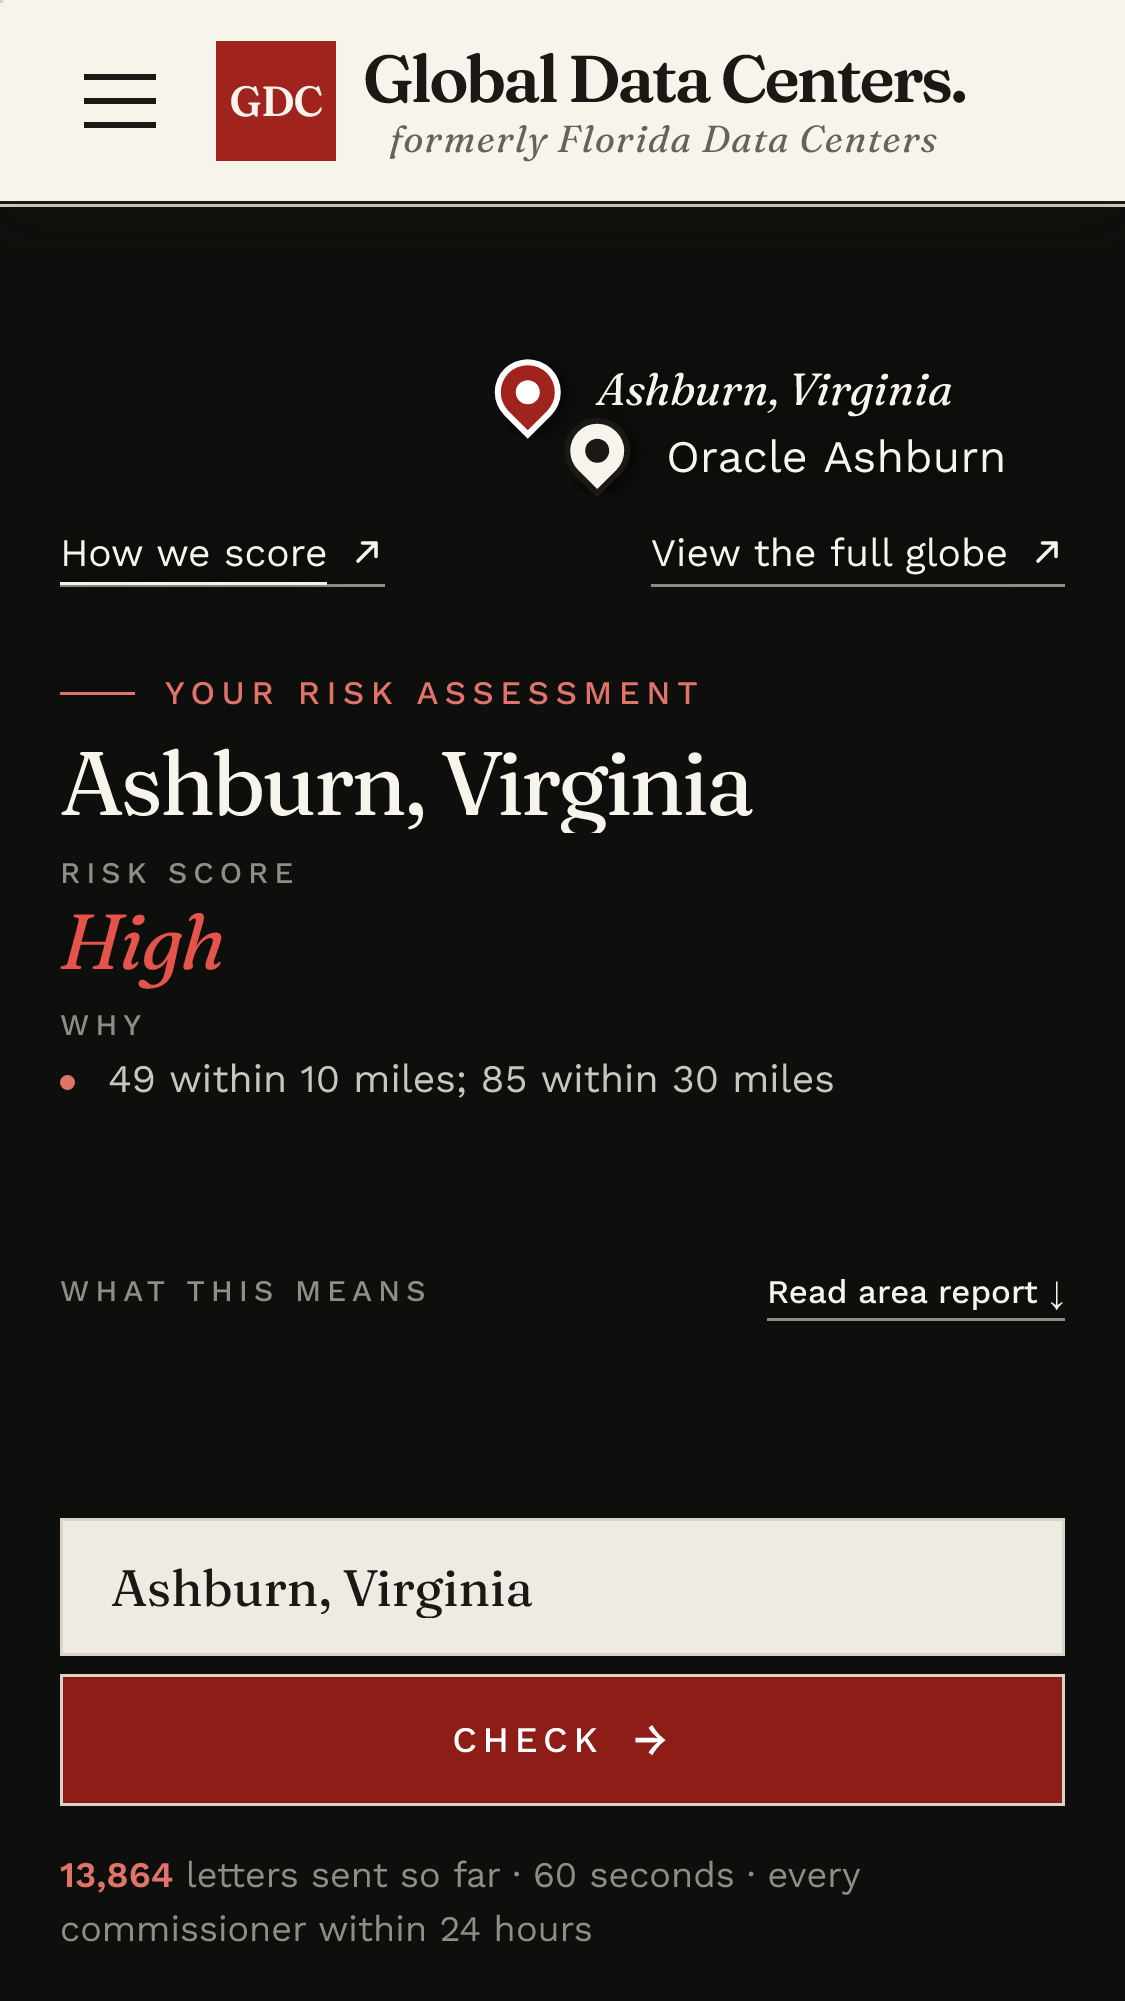 GDC
Global Data Centers.
formerly Florida Data Centers
Ashburn, Virginia
Oracle Ashburn
How we score ↗
View the full globe ↗
YOUR RISK ASSESSMENT
Ashburn, Virginia
RISK SCORE
High
WHY
• 49 within 10 miles; 85 within 30 miles
WHAT THIS MEANS
Read area report ↓
Ashburn, Virginia
CHECK →
13,864 letters sent so far · 60 seconds · every
commissioner within 24 hours